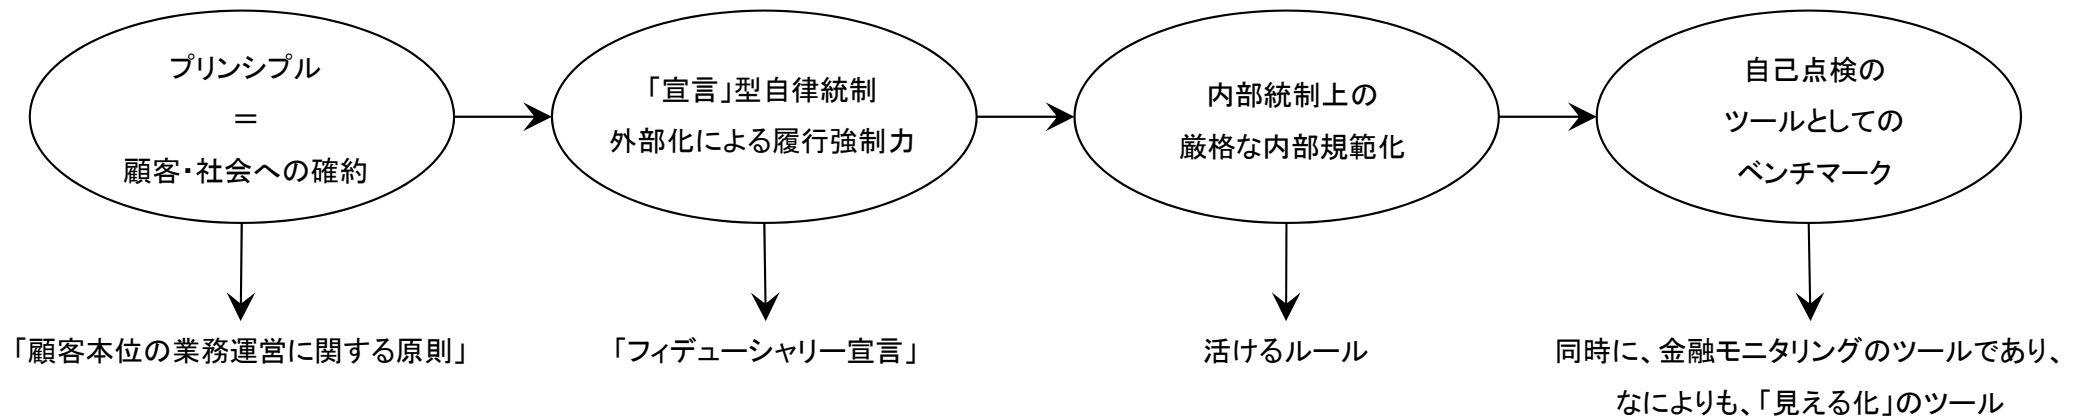 プリンシプル
＝
顧客・社会への確約
「宣言」型自律統制
外部化による履行強制力
内部統制上の
厳格な内部規範化
自己点検の
ツールとしての
ベンチマーク
「顧客本位の業務運営に関する原則」
「フィデューシャリー宣言」
活けるルール
同時に、金融モニタリングのツールであり、
なによりも、「見える化」のツール